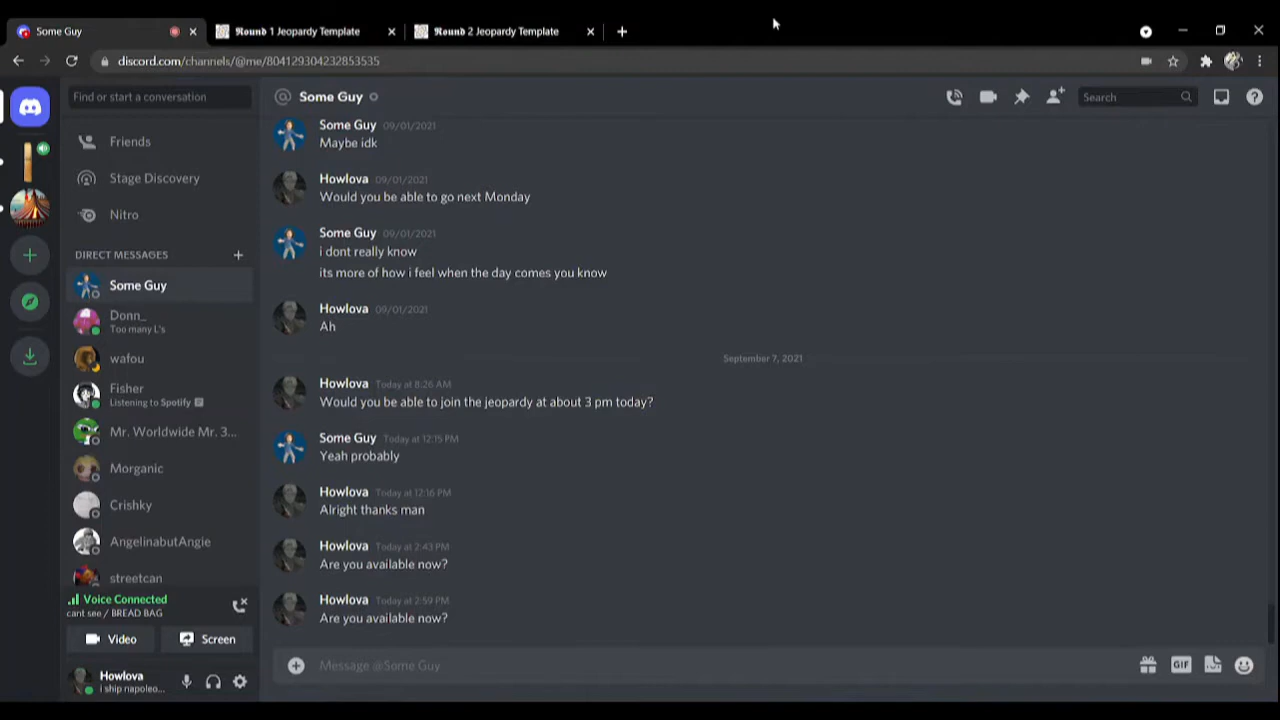 Some Guy
Round 1 Jeopardy Template
Round 2 Jeopardy Template
discord.com/channels/@me/804129304232853535
Find or start a conversation
Friends
Stage Discovery
Nitro
DIRECT MESSAGES
Some Guy
Donn_
Too many L's
wafou
Fisher
Listening to Spotify
Mr. Worldwide Mr. 3...
Morganic
Crishky
AngelinabutAngie
streetcan
Voice Connected
cant see / BREAD BAG
Video
Screen
Howlova
i ship napoleo...
@ Some Guy
Search
Some Guy 09/01/2021
Maybe idk
Howlova 09/01/2021
Would you be able to go next Monday
Some Guy 09/01/2021
i dont really know
its more of how i feel when the day comes you know
Howlova 09/01/2021
Ah
September 7, 2021
Howlova Today at 8:26 AM
Would you be able to join the jeopardy at about 3 pm today?
Some Guy Today at 12:15 PM
Yeah probably
Howlova Today at 12:16 PM
Alright thanks man
Howlova Today at 2:43 PM
Are you available now?
Howlova Today at 2:59 PM
Are you available now?
Message @Some Guy
GIF